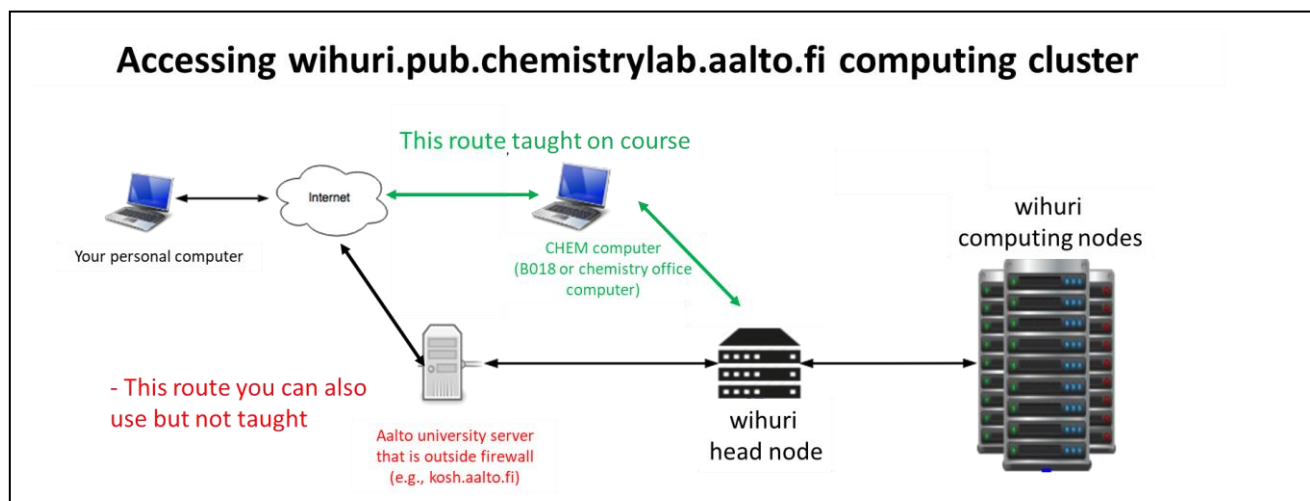 Accessing wihuri.pub.chemistrylab.aalto.fi computing cluster
This route taught on course
Internet
Your personal computer
CHEM computer
(B018 or chemistry office
computer)
wihuri
computing nodes
- This route you can also
use but not taught
Aalto university server
that is outside firewall
(e.g., kosh.aalto.fi)
wihuri
head node